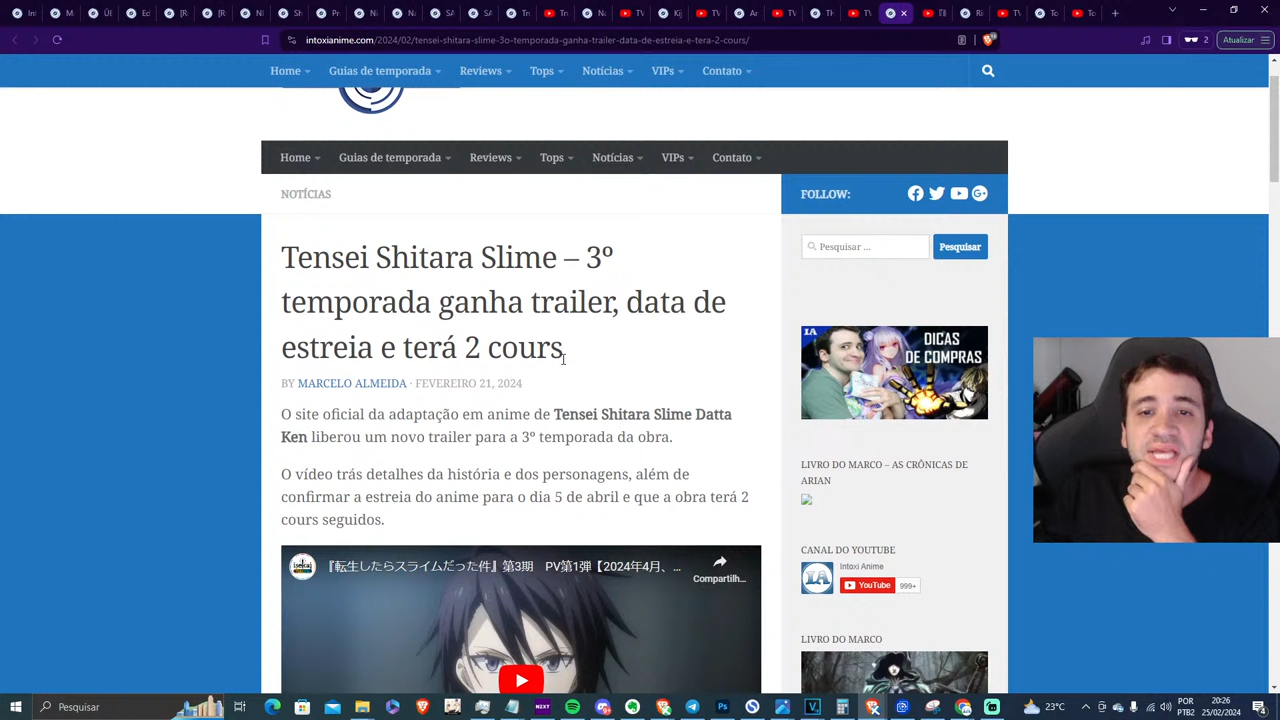 intoxianime.com/2024/02/tensei-shitara-slime-3o-temporada-ganha-trailer-data-de-estreia-e-tera-2-cours/
2
Atualizar
Home Guias de temporada Reviews Tops Notícias VIPs Contato
Home Guias de temporada Reviews Tops Notícias VIPs Contato
NOTÍCIAS
FOLLOW:
Tensei Shitara Slime – 3º
temporada ganha trailer, data de
estreia e terá 2 cours
BY MARCELO ALMEIDA · FEVEREIRO 21, 2024
O site oficial da adaptação em anime de Tensei Shitara Slime Datta
Ken liberou um novo trailer para a 3º temporada da obra.
O vídeo trás detalhes da história e dos personagens, além de
confirmar a estreia do anime para o dia 5 de abril e que a obra terá 2
cours seguidos.
『転生したらスライムだった件』第3期 PV第1弾【2024年4月、...
Compartilh...
Pesquisar ...
Pesquisar
IA
DICAS
DE COMPRAS
LIVRO DO MARCO – AS CRÔNICAS DE
ARIAN
CANAL DO YOUTUBE
IA
Intoxi Anime
YouTube 999+
LIVRO DO MARCO
Pesquisar
23°C
POR
PTB2
20:26
25/02/2024